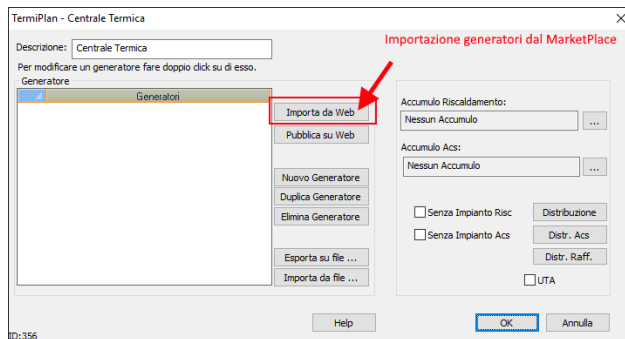 TermiPlan - Centrale Termica
Importazione generatori dal MarketPlace
Descrizione: Centrale Termica
Per modificare un generatore fare doppio click su di esso.
Generatore
Generatori
Importa da Web
Pubblica su Web
Nuovo Generatore
Duplica Generatore
Elimina Generatore
Esporta su file ...
Importa da file ...
Accumulo Riscaldamento:
Nessun Accumulo ...
Accumulo Acs:
Nessun Accumulo ...
Senza Impianto Risc Distribuzione
Senza Impianto Acs Distr. Acs
Distr. Raff.
UTA
Help OK Annulla
ID:356